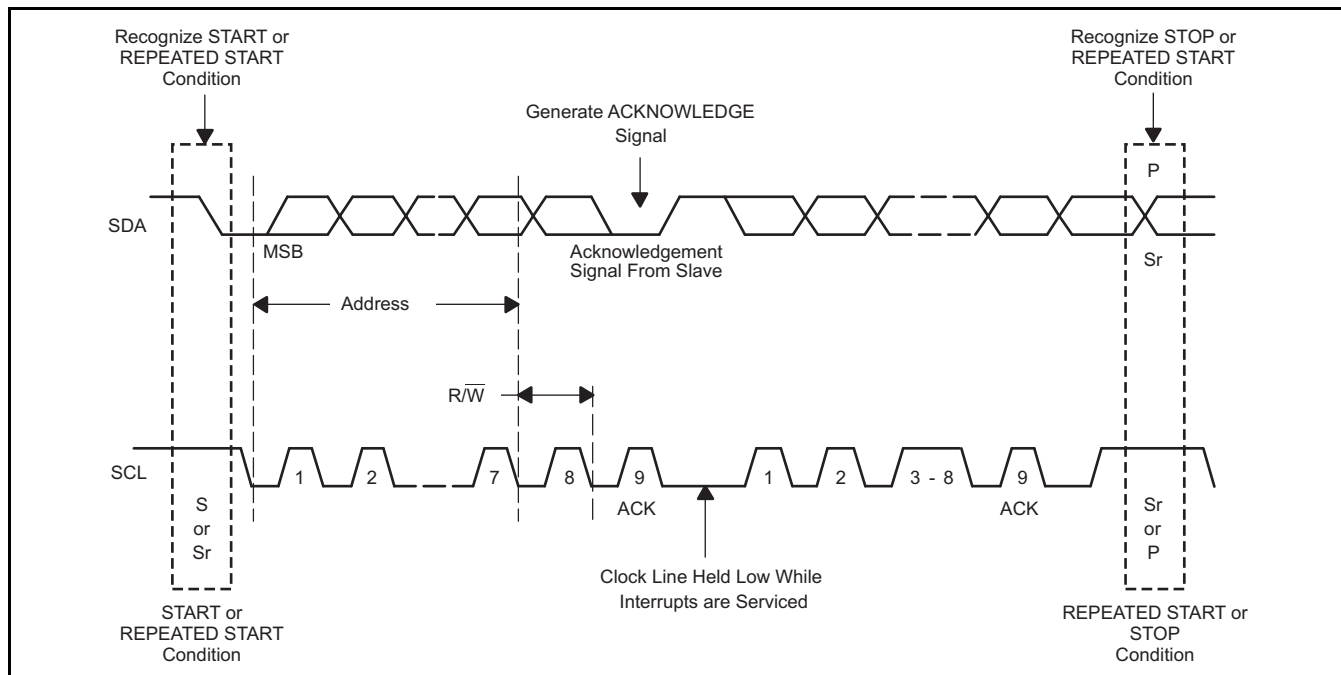 Recognize START or
REPEATED START
Condition
Recognize STOP or
REPEATED START
Condition
Generate ACKNOWLEDGE
Signal
P
SDA
MSB
Acknowledgement
Signal From Slave
Sr
Address
R/W̅
SCL
1
2
7
8
9
1
2
3 - 8
9
ACK
ACK
S
or
Sr
Sr
or
P
Clock Line Held Low While
Interrupts are Serviced
START or
REPEATED START
Condition
REPEATED START or
STOP
Condition